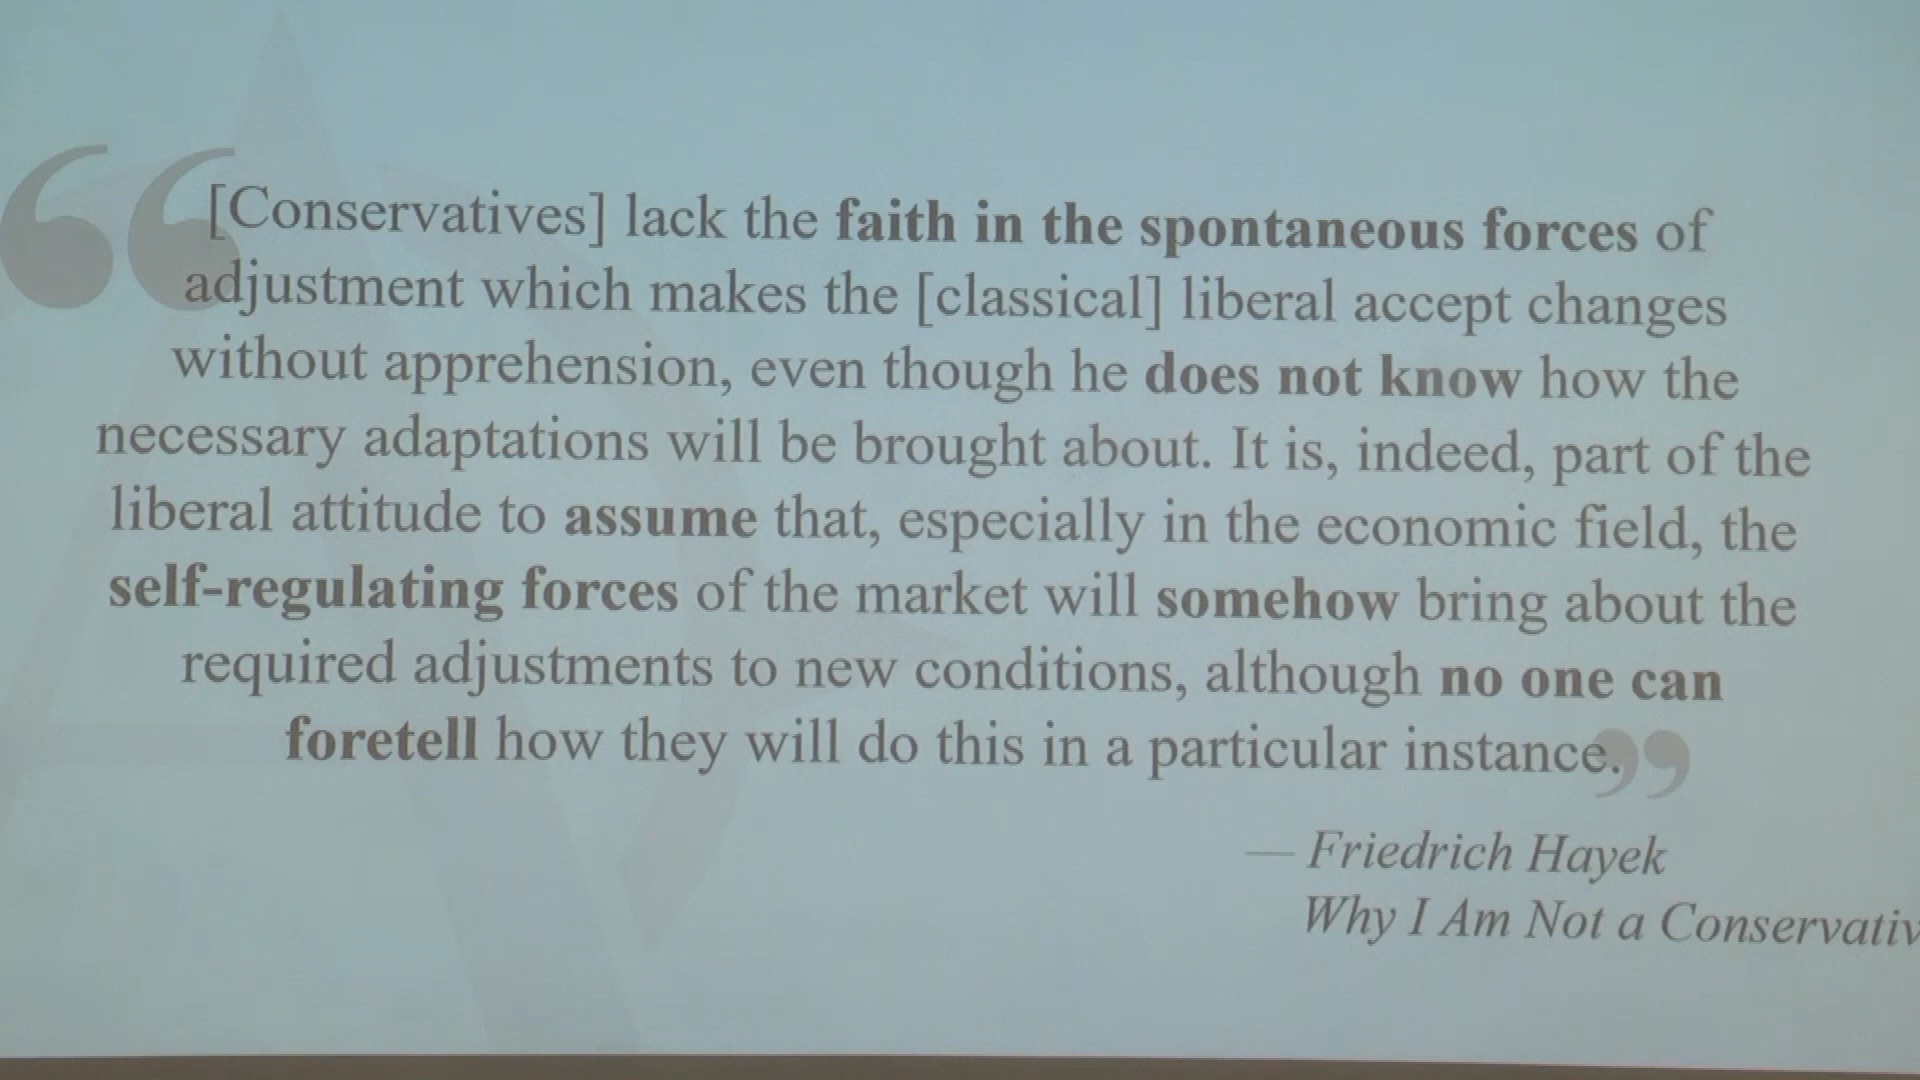 “[Conservatives] lack the faith in the spontaneous forces of
adjustment which makes the [classical] liberal accept changes
without apprehension, even though he does not know how the
necessary adaptations will be brought about. It is, indeed, part of the
liberal attitude to assume that, especially in the economic field, the
self-regulating forces of the market will somehow bring about the
required adjustments to new conditions, although no one can
foretell how they will do this in a particular instance.”
— Friedrich Hayek
Why I Am Not a Conservativ